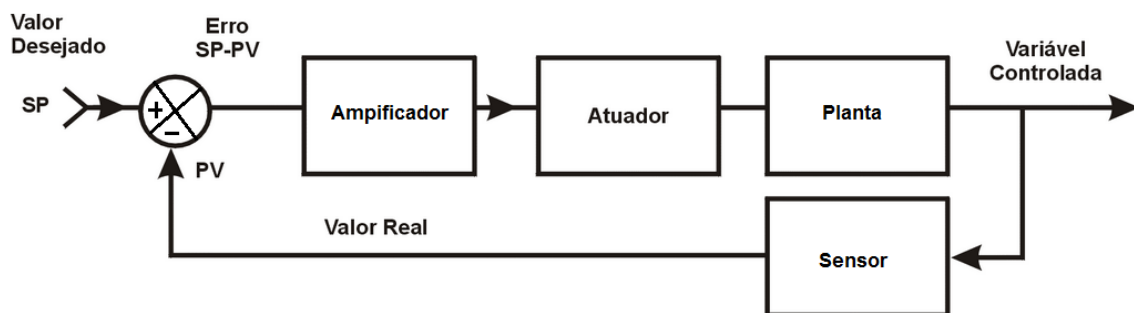 Valor
Desejado
Erro
SP-PV
Variável
Controlada
SP
+
−
Ampificador
Atuador
Planta
PV
Valor Real
Sensor